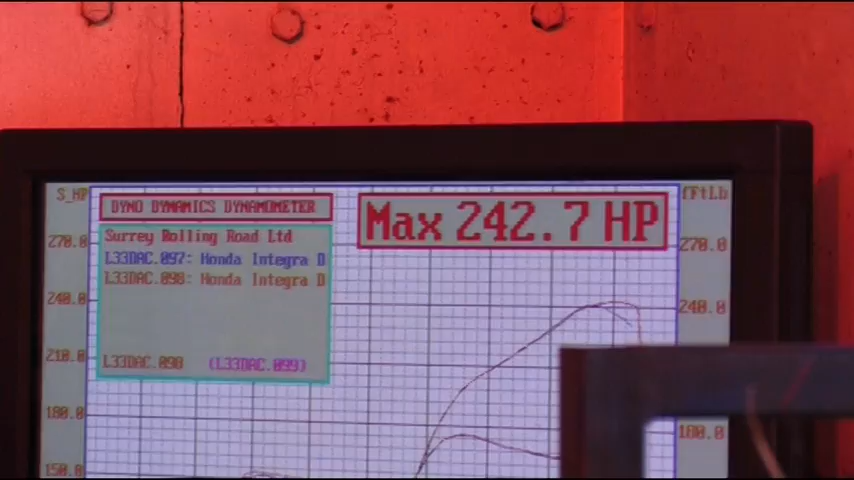 S_HP
DYNO DYNAMICS DYNAMOMETER
Max 242.7 HP
fFtLb
Surrey Rolling Road Ltd
270.0
270.0
L33DAC.097: Honda Integra D
L33DAC.098: Honda Integra D
240.0
240.0
210.0
L33DAC.098 (L33DAC.099)
180.0
180.0
150.0